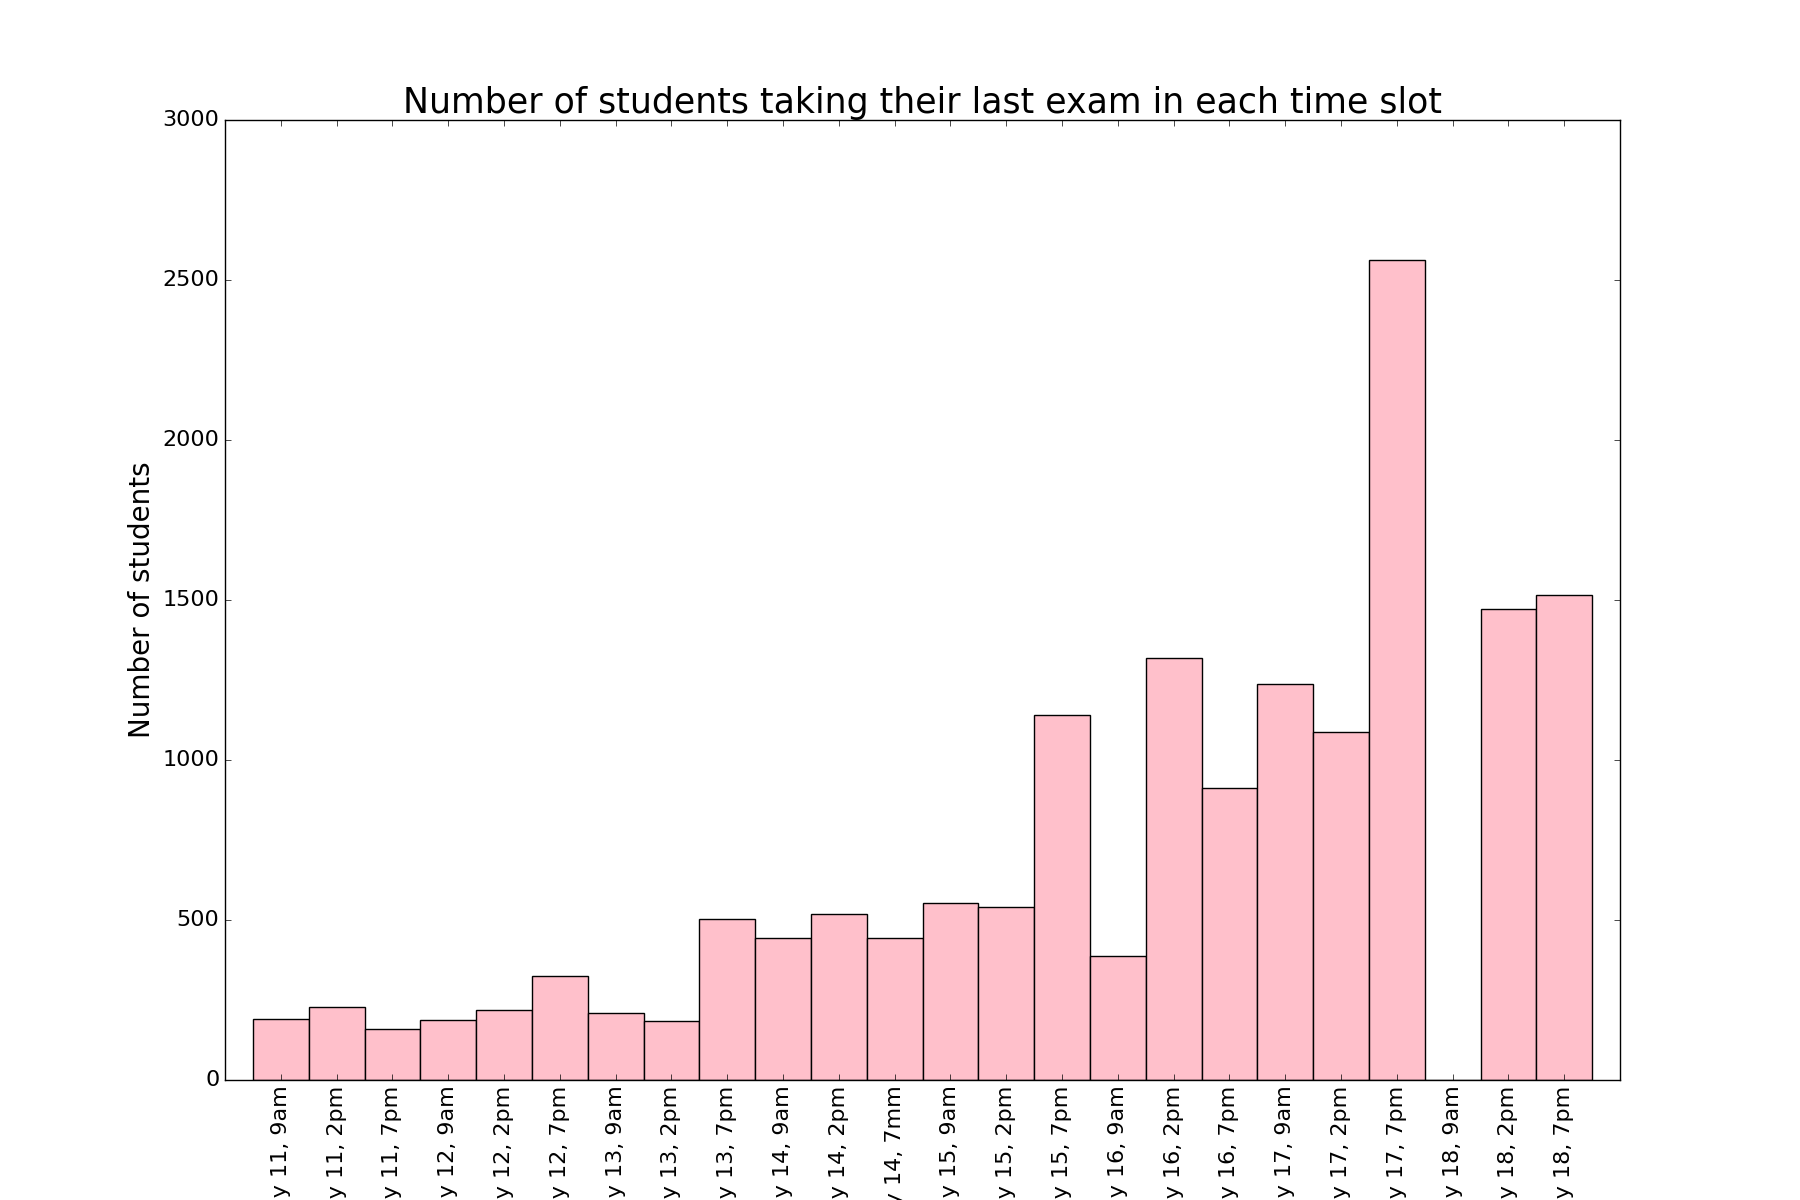 Number of students taking their last exam in each time slot
3000
2500
2000
1500
1000
500
0
Number of students
y 11, 9am
y 11, 2pm
y 11, 7pm
y 12, 9am
y 12, 2pm
y 12, 7pm
y 13, 9am
y 13, 2pm
y 13, 7pm
y 14, 9am
y 14, 2pm
y 14, 7mm
y 15, 9am
y 15, 2pm
y 15, 7pm
y 16, 9am
y 16, 2pm
y 16, 7pm
y 17, 9am
y 17, 2pm
y 17, 7pm
y 18, 9am
y 18, 2pm
y 18, 7pm